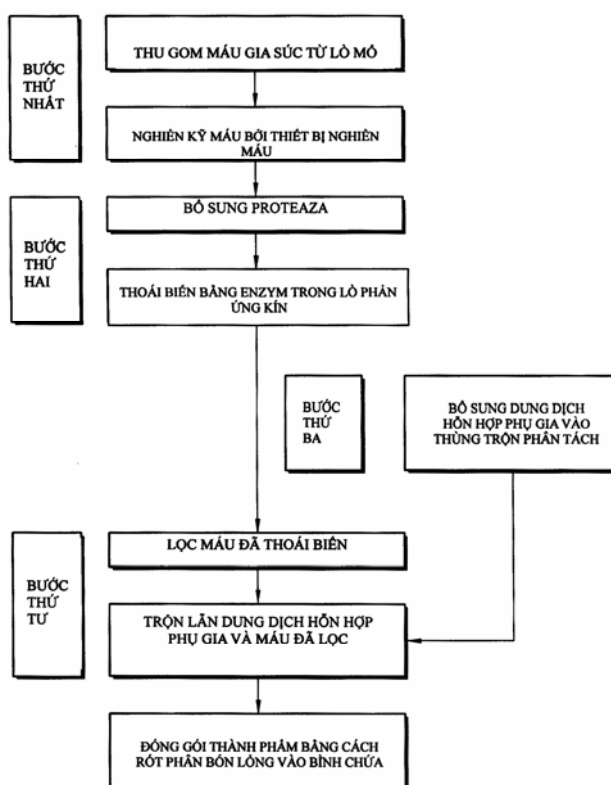 BƯỚC
THỨ
NHẤT
THU GOM MÁU GIA SÚC TỪ LÒ MỔ
NGHIỀN KỸ MÁU BỞI THIẾT BỊ NGHIỀN
MÁU
BƯỚC
THỨ
HAI
BỔ SUNG PROTEAZA
THOÁI BIẾN BẰNG ENZYM TRONG LÒ PHẢN
ỨNG KÍN
BƯỚC
THỨ
BA
BỔ SUNG DUNG DỊCH
HỖN HỢP PHỤ GIA VÀO
THÙNG TRỘN PHÂN TÁCH
BƯỚC
THỨ
TƯ
LỌC MÁU ĐÃ THOÁI BIẾN
TRỘN LẪN DUNG DỊCH HỖN HỢP
PHỤ GIA VÀ MÁU ĐÃ LỌC
ĐÓNG GÓI THÀNH PHẨM BẰNG CÁCH
RÓT PHÂN BÓN LỎNG VÀO BÌNH CHỨA